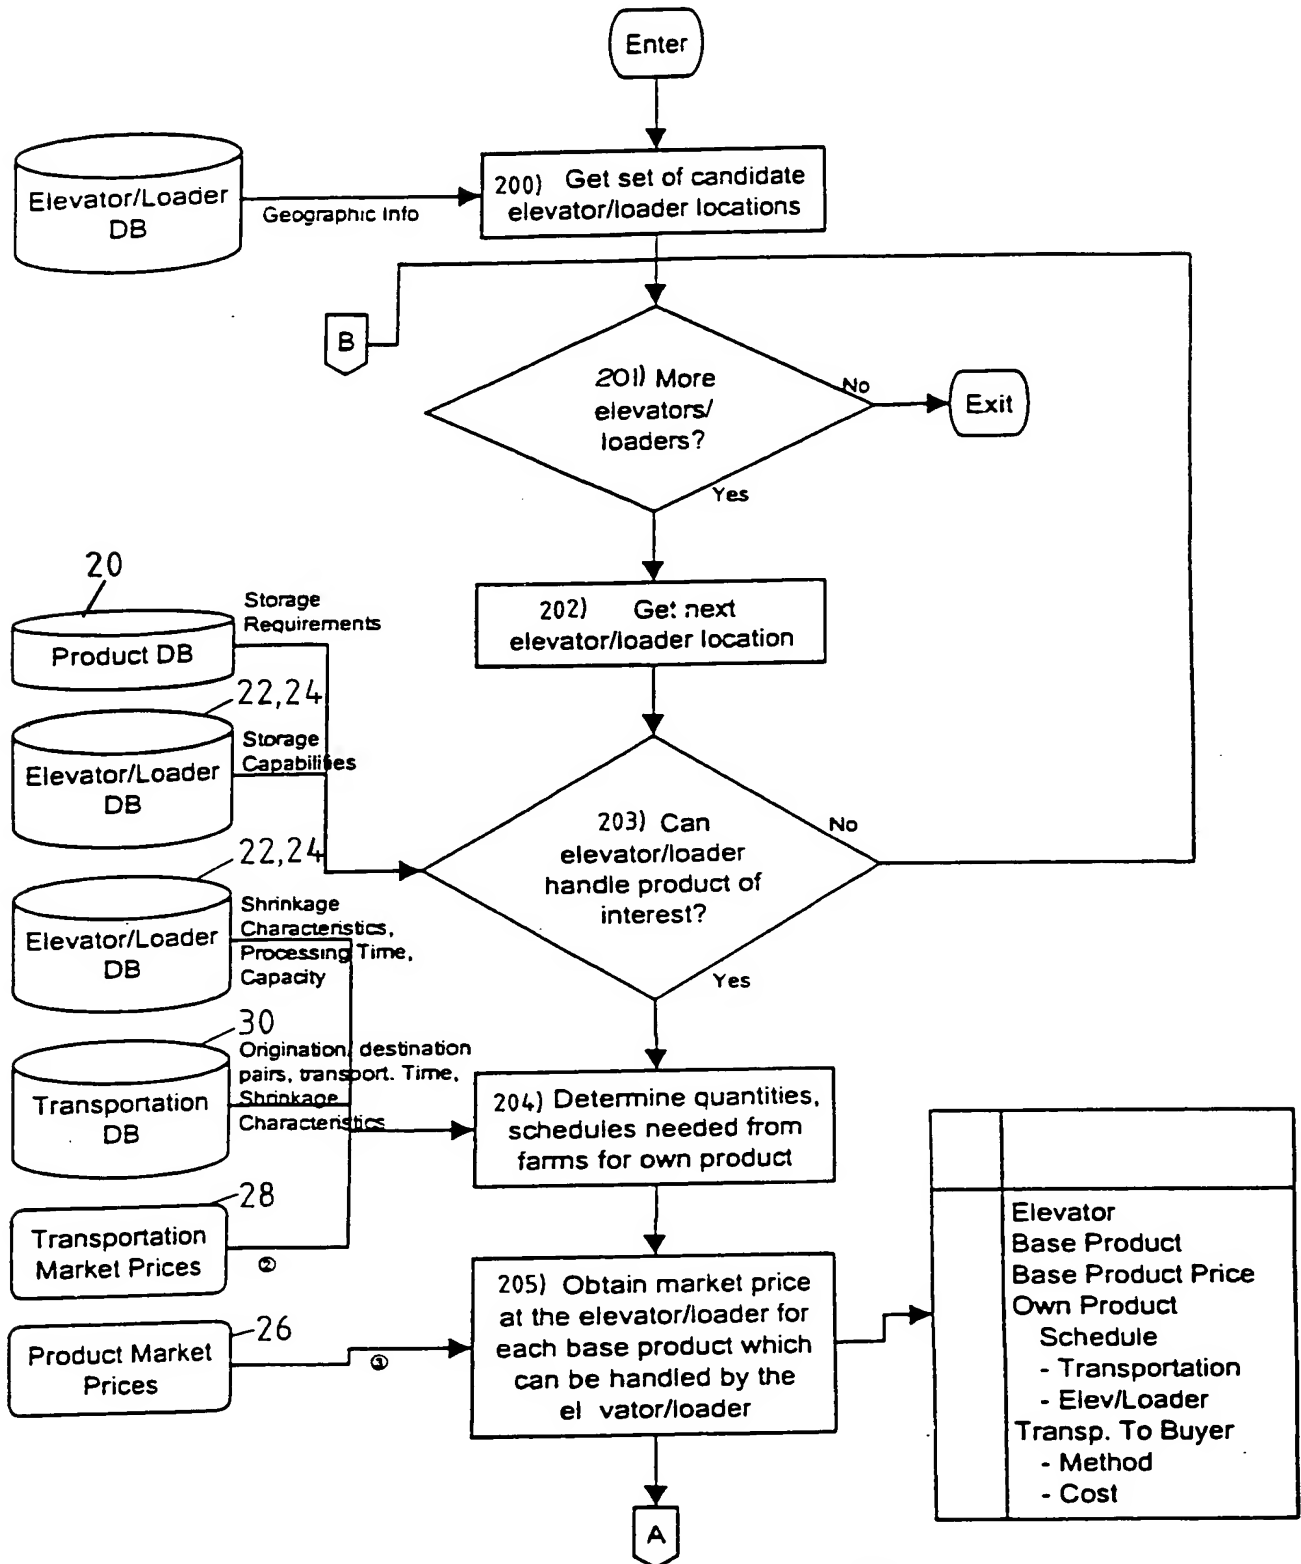 Enter
Elevator/Loader
DB
Geographic Info
200) Get set of candidate
elevator/loader locations
B
201) More
elevators/
loaders?
No
Exit
Yes
20
Product DB
Storage
Requirements
202) Get next
elevator/loader location
22,24
Elevator/Loader
DB
Storage
Capabilities
203) Can
elevator/loader
handle product of
interest?
No
Yes
22,24
Elevator/Loader
DB
Shrinkage
Characteristics,
Processing Time,
Capacity
30
Transportation
DB
Origination, destination
pairs, transport. Time,
Shrinkage
Characteristics
204) Determine quantities,
schedules needed from
farms for own product
28
Transportation
Market Prices
②
26
Product Market
Prices
205) Obtain market price
at the elevator/loader for
each base product which
can be handled by the
el vator/loader
Elevator
Base Product
Base Product Price
Own Product
Schedule
- Transportation
- Elev/Loader
Transp. To Buyer
- Method
- Cost
A